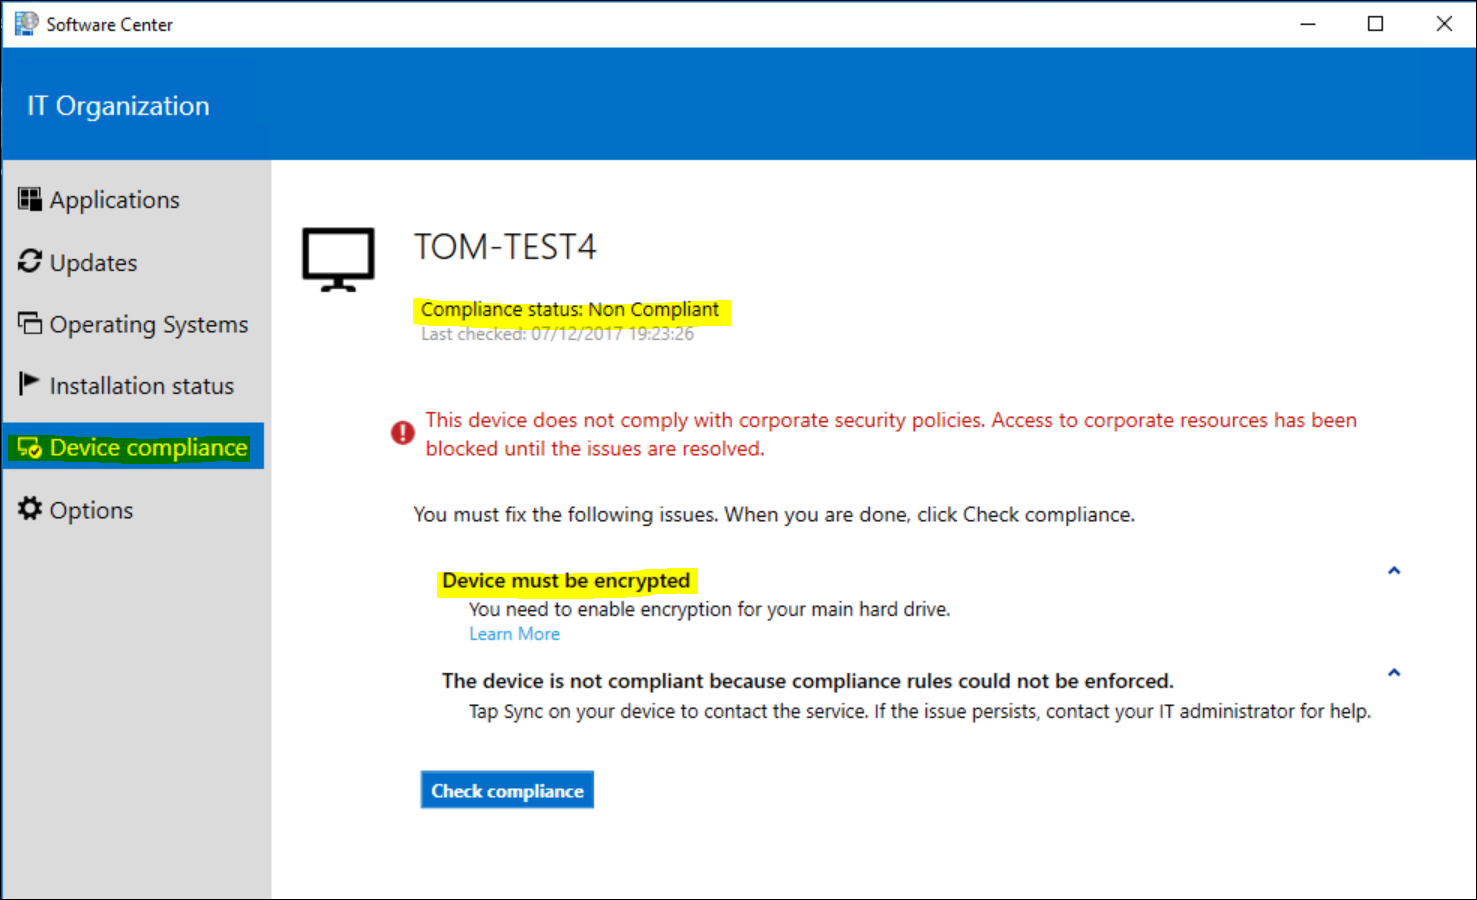 Software Center
IT Organization
Applications
Updates
Operating Systems
Installation status
Device compliance
Options
TOM-TEST4
Compliance status: Non Compliant
Last checked: 07/12/2017 19:23:26
This device does not comply with corporate security policies. Access to corporate resources has been
blocked until the issues are resolved.
You must fix the following issues. When you are done, click Check compliance.
Device must be encrypted
You need to enable encryption for your main hard drive.
Learn More
The device is not compliant because compliance rules could not be enforced.
Tap Sync on your device to contact the service. If the issue persists, contact your IT administrator for help.
Check compliance